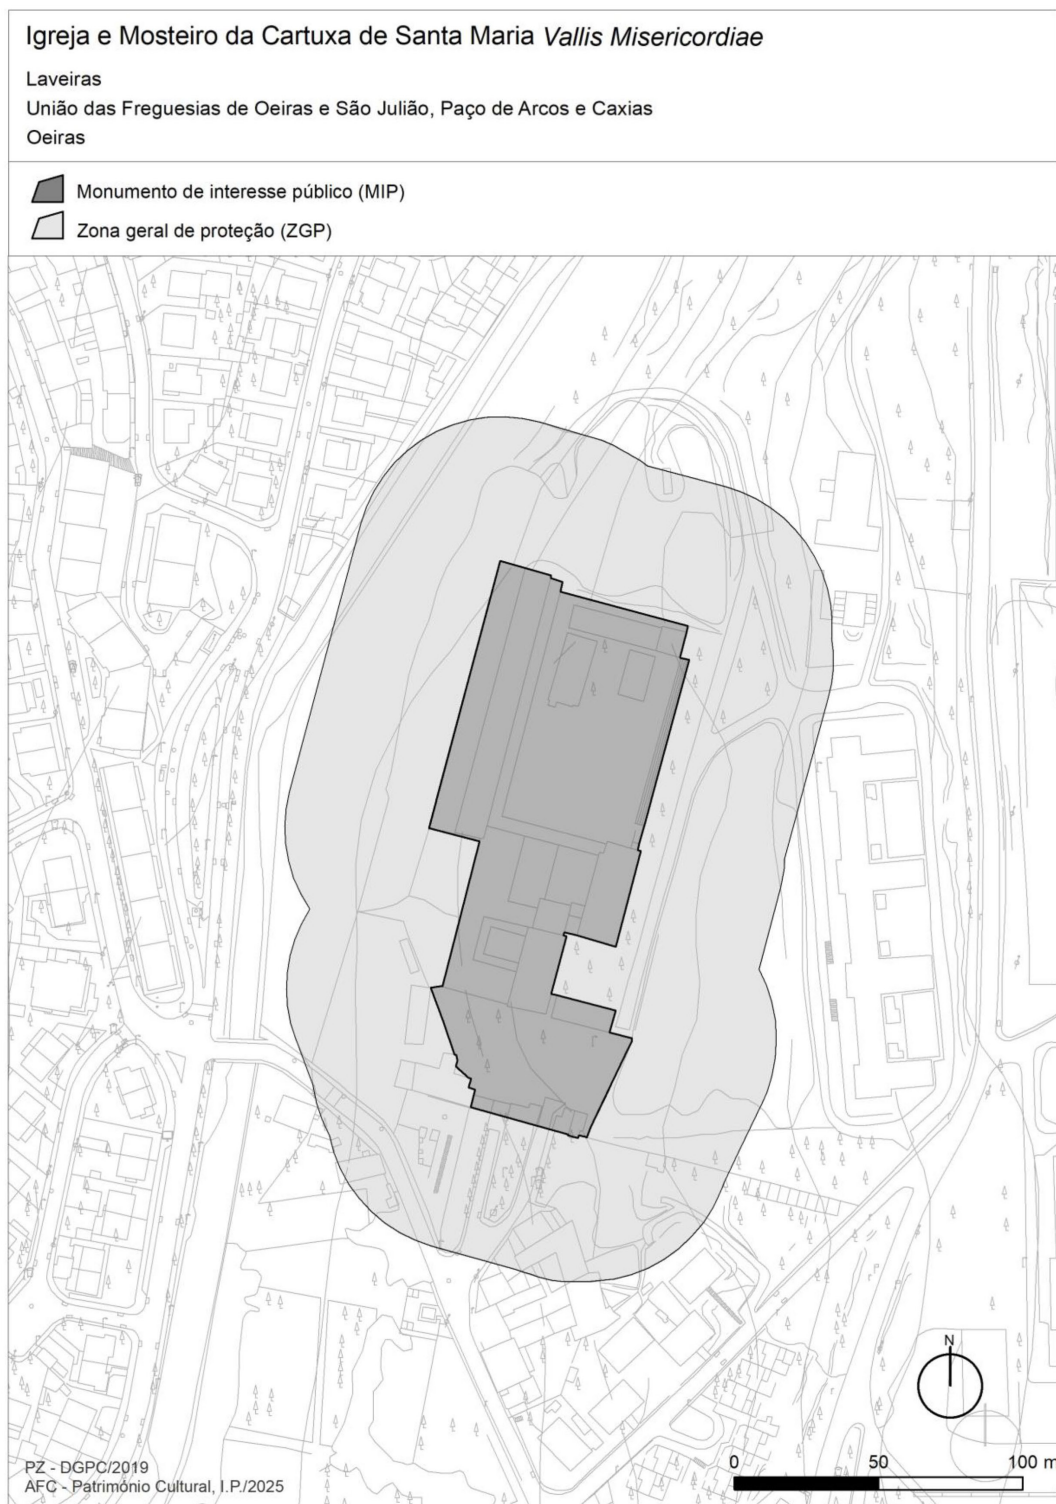 Igreja e Mosteiro da Cartuxa de Santa Maria Vallis Misericordiae
Laveiras
União das Freguesias de Oeiras e São Julião, Paço de Arcos e Caxias
Oeiras
Monumento de interesse público (MIP)
Zona geral de proteção (ZGP)
N
PZ - DGPC/2019
AFC - Património Cultural, I.P./2025
0 50 100 m